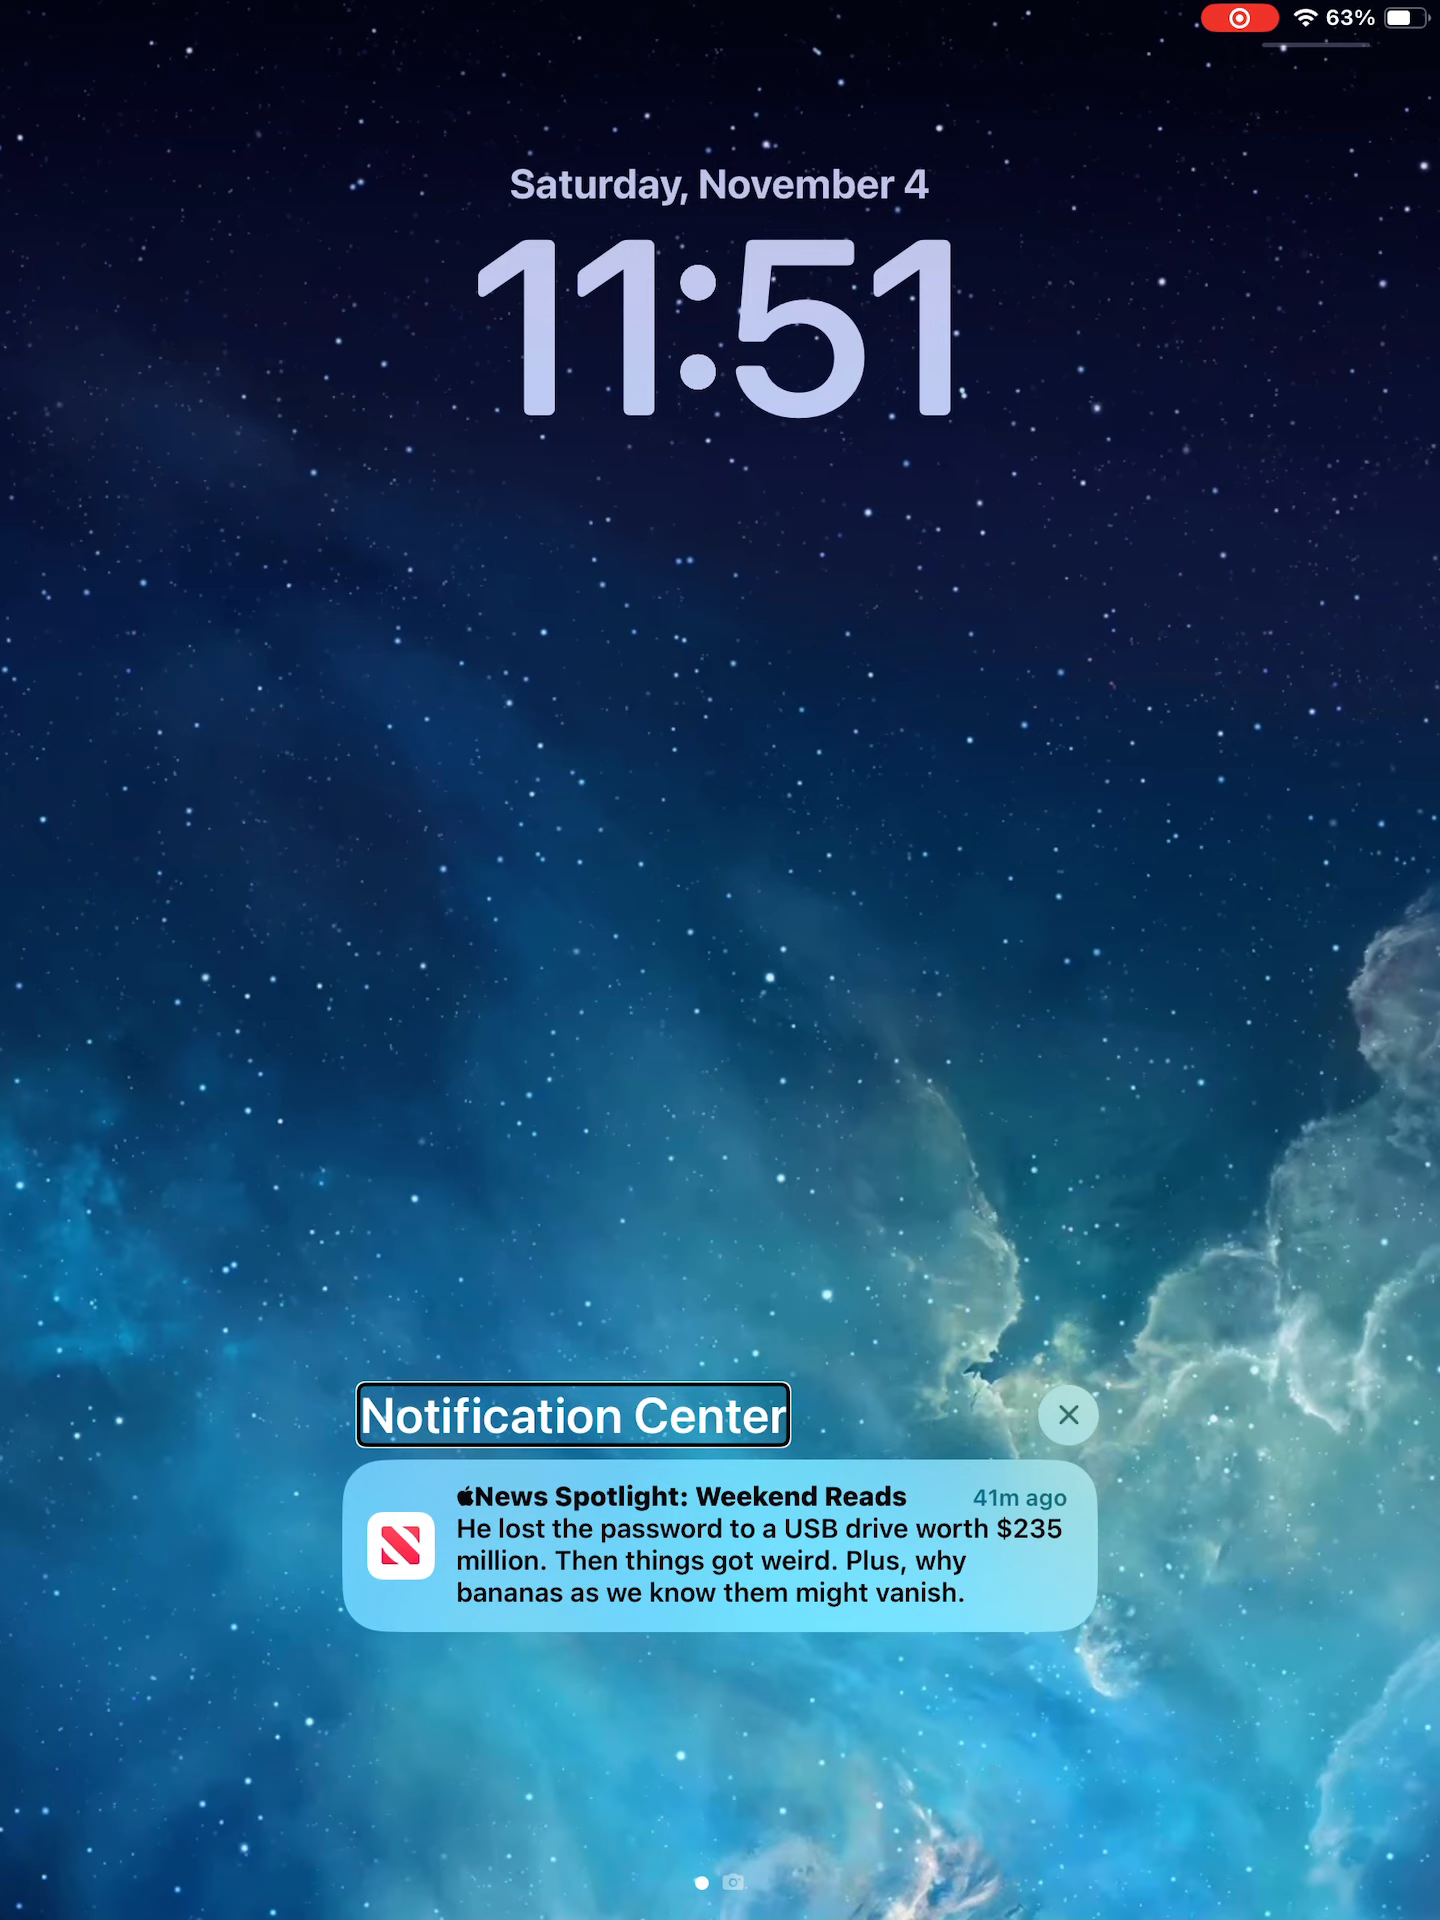 63%
Saturday, November 4
11:51
Notification Center
News Spotlight: Weekend Reads
41m ago
He lost the password to a USB drive worth $235
million. Then things got weird. Plus, why
bananas as we know them might vanish.